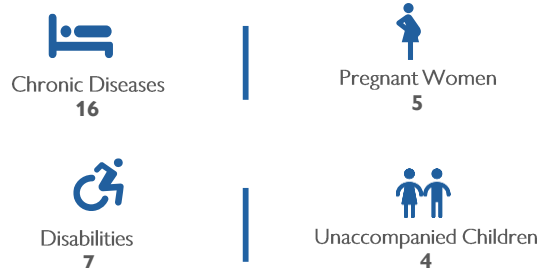 Chronic Diseases
16
Pregnant Women
5
Disabilities
7
Unaccompanied Children
4